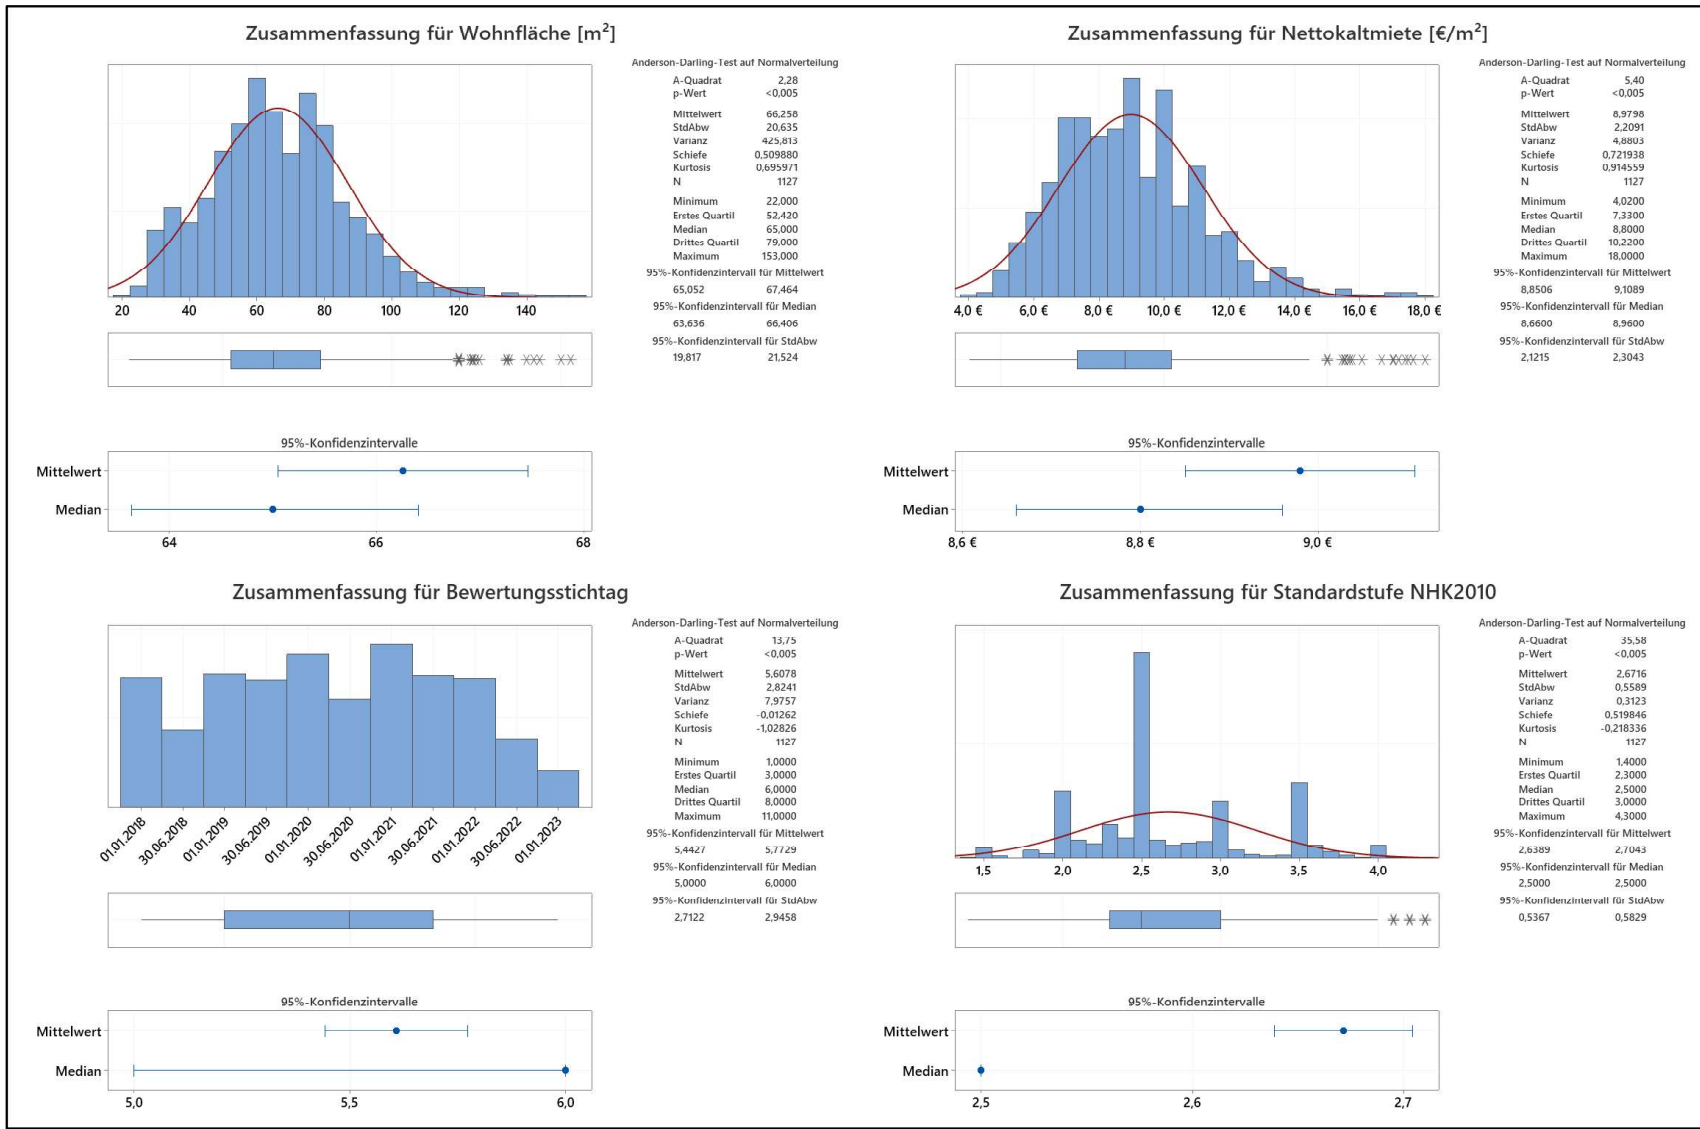 Zusammenfassung für Wohnfläche [m²]
Anderson-Darling-Test auf Normalverteilung
A-Quadrat 2,28
p-Wert <0,005
Mittelwert 66,258
StdAbw 20,635
Varianz 425,813
Schiefe 0,509880
Kurtosis 0,695971
N 1127
Minimum 22,000
Erstes Quartil 52,420
Median 65,000
Drittes Quartil 79,000
Maximum 153,000
95%-Konfidenzintervall für Mittelwert
65,052 67,464
95%-Konfidenzintervall für Median
63,636 66,406
95%-Konfidenzintervall für StdAbw
19,817 21,524
20 40 60 80 100 120 140
95%-Konfidenzintervalle
Mittelwert
Median
64 66 68
Zusammenfassung für Nettokaltmiete [€/m²]
Anderson-Darling-Test auf Normalverteilung
A-Quadrat 5,40
p-Wert <0,005
Mittelwert 8,9798
StdAbw 2,2091
Varianz 4,8803
Schiefe 0,721938
Kurtosis 0,914559
N 1127
Minimum 4,0200
Erstes Quartil 7,3300
Median 8,8000
Drittes Quartil 10,2200
Maximum 18,0000
95%-Konfidenzintervall für Mittelwert
8,8506 9,1089
95%-Konfidenzintervall für Median
8,6600 8,9600
95%-Konfidenzintervall für StdAbw
2,1215 2,3043
4,0 € 6,0 € 8,0 € 10,0 € 12,0 € 14,0 € 16,0 € 18,0 €
95%-Konfidenzintervalle
Mittelwert
Median
8,6 € 8,8 € 9,0 €
Zusammenfassung für Bewertungsstichtag
Anderson-Darling-Test auf Normalverteilung
A-Quadrat 13,75
p-Wert <0,005
Mittelwert 5,6078
StdAbw 2,8241
Varianz 7,9757
Schiefe -0,01262
Kurtosis -1,02826
N 1127
Minimum 1,0000
Erstes Quartil 3,0000
Median 6,0000
Drittes Quartil 8,0000
Maximum 11,0000
95%-Konfidenzintervall für Mittelwert
5,4427 5,7729
95%-Konfidenzintervall für Median
5,0000 6,0000
95%-Konfidenzintervall für StdAbw
2,7122 2,9458
01.01.2018 30.06.2018 01.01.2019 30.06.2019 01.01.2020 30.06.2020 01.01.2021 30.06.2021 01.01.2022 30.06.2022 01.01.2023
95%-Konfidenzintervalle
Mittelwert
Median
5,0 5,5 6,0
Zusammenfassung für Standardstufe NHK2010
Anderson-Darling-Test auf Normalverteilung
A-Quadrat 35,58
p-Wert <0,005
Mittelwert 2,6716
StdAbw 0,5589
Varianz 0,3123
Schiefe 0,519846
Kurtosis -0,218336
N 1127
Minimum 1,4000
Erstes Quartil 2,3000
Median 2,5000
Drittes Quartil 3,0000
Maximum 4,3000
95%-Konfidenzintervall für Mittelwert
2,6389 2,7043
95%-Konfidenzintervall für Median
2,5000 2,5000
95%-Konfidenzintervall für StdAbw
0,5367 0,5829
1,5 2,0 2,5 3,0 3,5 4,0
95%-Konfidenzintervalle
Mittelwert
Median
2,5 2,6 2,7